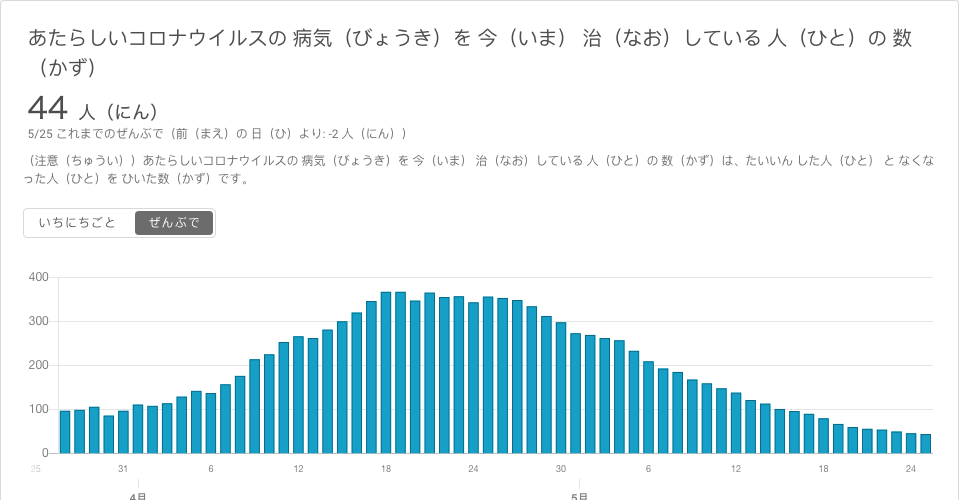 あたらしいコロナウイルスの 病気（びょうき）を 今（いま） 治（なお）している 人（ひと）の 数
（かず）
44 人（にん）
5/25 これまでのぜんぶで（前（まえ）の 日（ひ）より: -2 人（にん））
（注意（ちゅうい））あたらしいコロナウイルスの 病気（びょうき）を 今（いま） 治（なお）している 人（ひと）の 数（かず）は、たいいん した人（ひと） と なくな
った人（ひと）を ひいた数（かず）です。
いちにちごと ぜんぶで
400
300
200
100
0
25 31 6 12 18 24 30 6 12 18 24
4月 5月